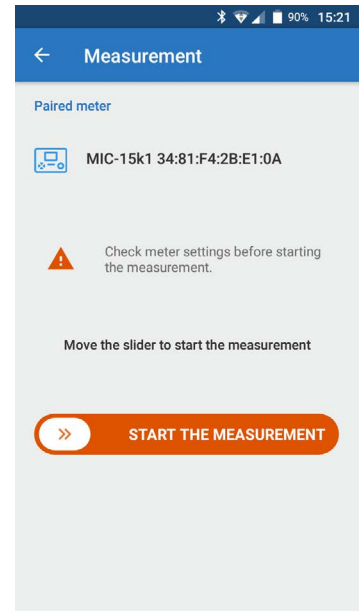 90% 15:21
Measurement
Paired meter
MIC-15k1 34:81:F4:2B:E1:0A
Check meter settings before starting
the measurement.
Move the slider to start the measurement
START THE MEASUREMENT